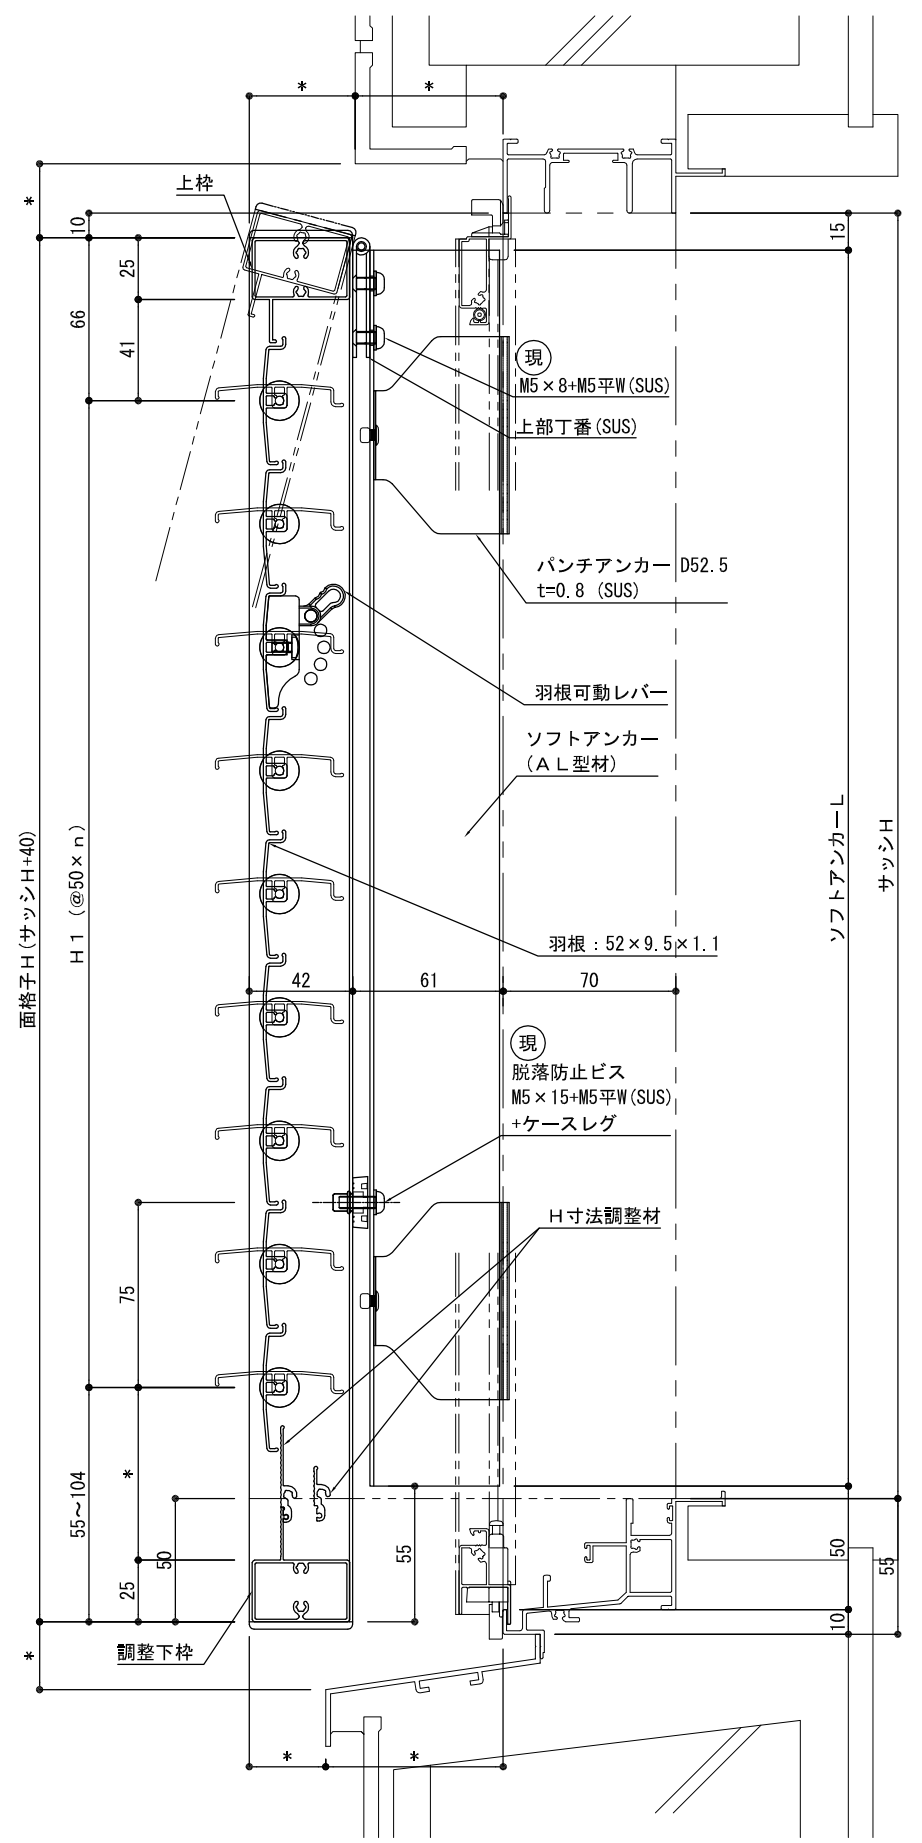 *
*
上枠
*
10
15
25
66
41
現
M5×8+M5平W(SUS)
上部丁番(SUS)
パンチアンカー D52.5
t=0.8 (SUS)
羽根可動レバー
ソフトアンカー
(AL型材)
面格子H(サッシH+40)
H1 (@50×n)
ソフトアンカーL
サッシH
羽根:52×9.5×1.1
42
61
70
現
脱落防止ビス
M5×15+M5平W(SUS)
+ケースレグ
H寸法調整材
75
*
55~104
50
25
55
50
55
10
調整下枠
*
*
*